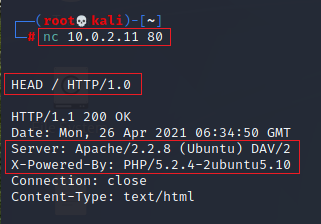 (root💀kali)-[~]
# nc 10.0.2.11 80
HEAD / HTTP/1.0
HTTP/1.1 200 OK
Date: Mon, 26 Apr 2021 06:34:50 GMT
Server: Apache/2.2.8 (Ubuntu) DAV/2
X-Powered-By: PHP/5.2.4-2ubuntu5.10
Connection: close
Content-Type: text/html